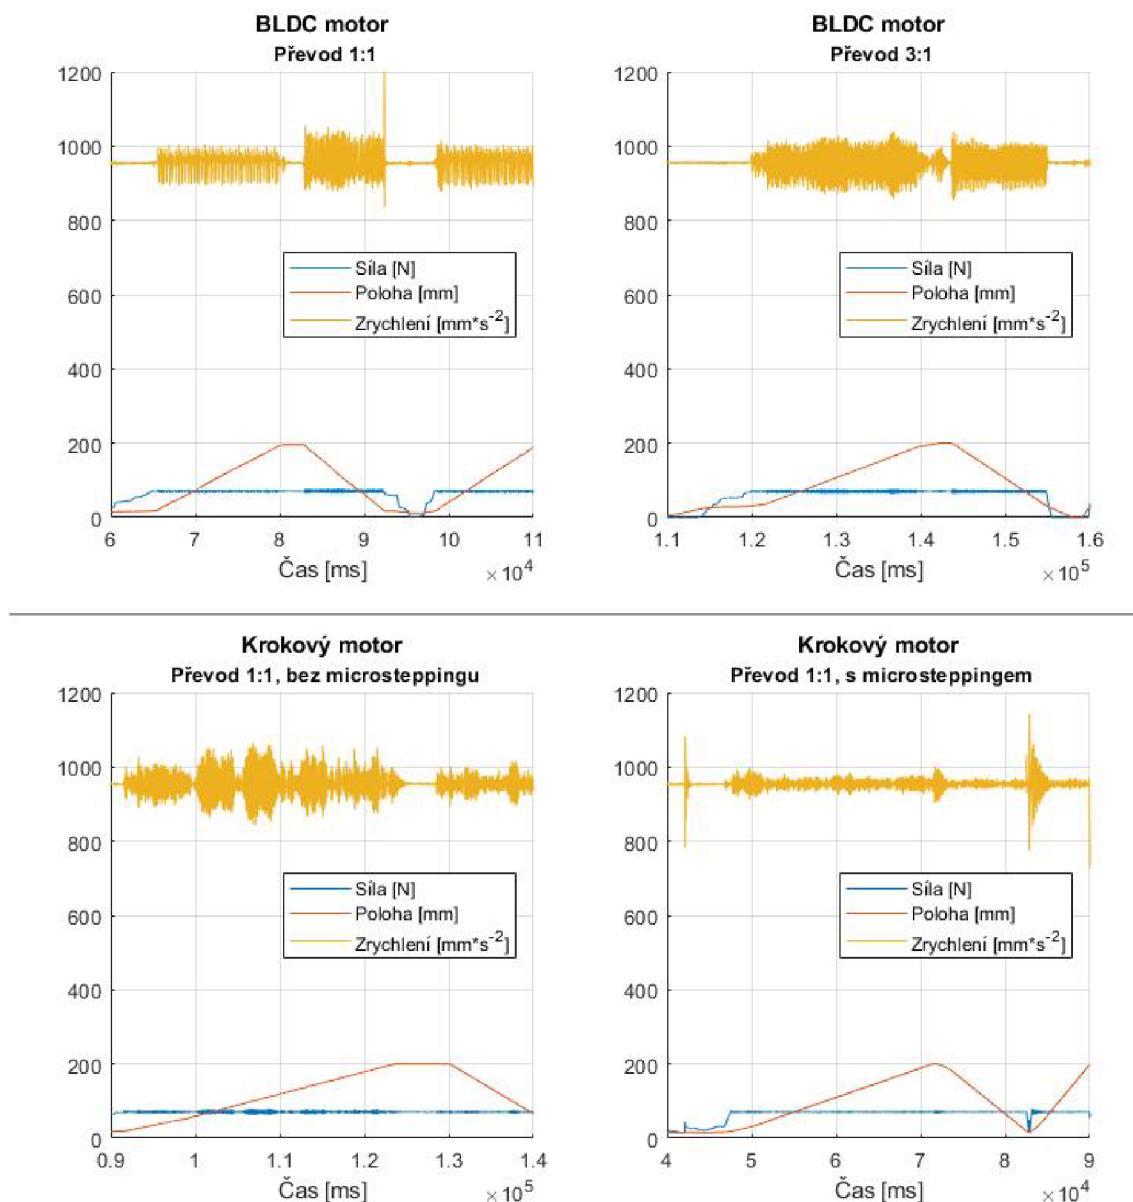 BLDC motor
Převod 1:1
1200
1000
800
600
400
200
0
Síla [N]
Poloha [mm]
Zrychlení [mm*s-2]
6 7 8 9 10 11
Čas [ms]
×10^4
BLDC motor
Převod 3:1
1200
1000
800
600
400
200
0
Síla [N]
Poloha [mm]
Zrychlení [mm*s-2]
1.1 1.2 1.3 1.4 1.5 1.6
Čas [ms]
×10^5
Krokový motor
Převod 1:1, bez microsteppingu
1200
1000
800
600
400
200
0
Síla [N]
Poloha [mm]
Zrychlení [mm*s-2]
0.9 1 1.1 1.2 1.3 1.4
Čas [ms]
×10^5
Krokový motor
Převod 1:1, s microsteppingem
1200
1000
800
600
400
200
0
Síla [N]
Poloha [mm]
Zrychlení [mm*s-2]
4 5 6 7 8 9
Čas [ms]
×10^4